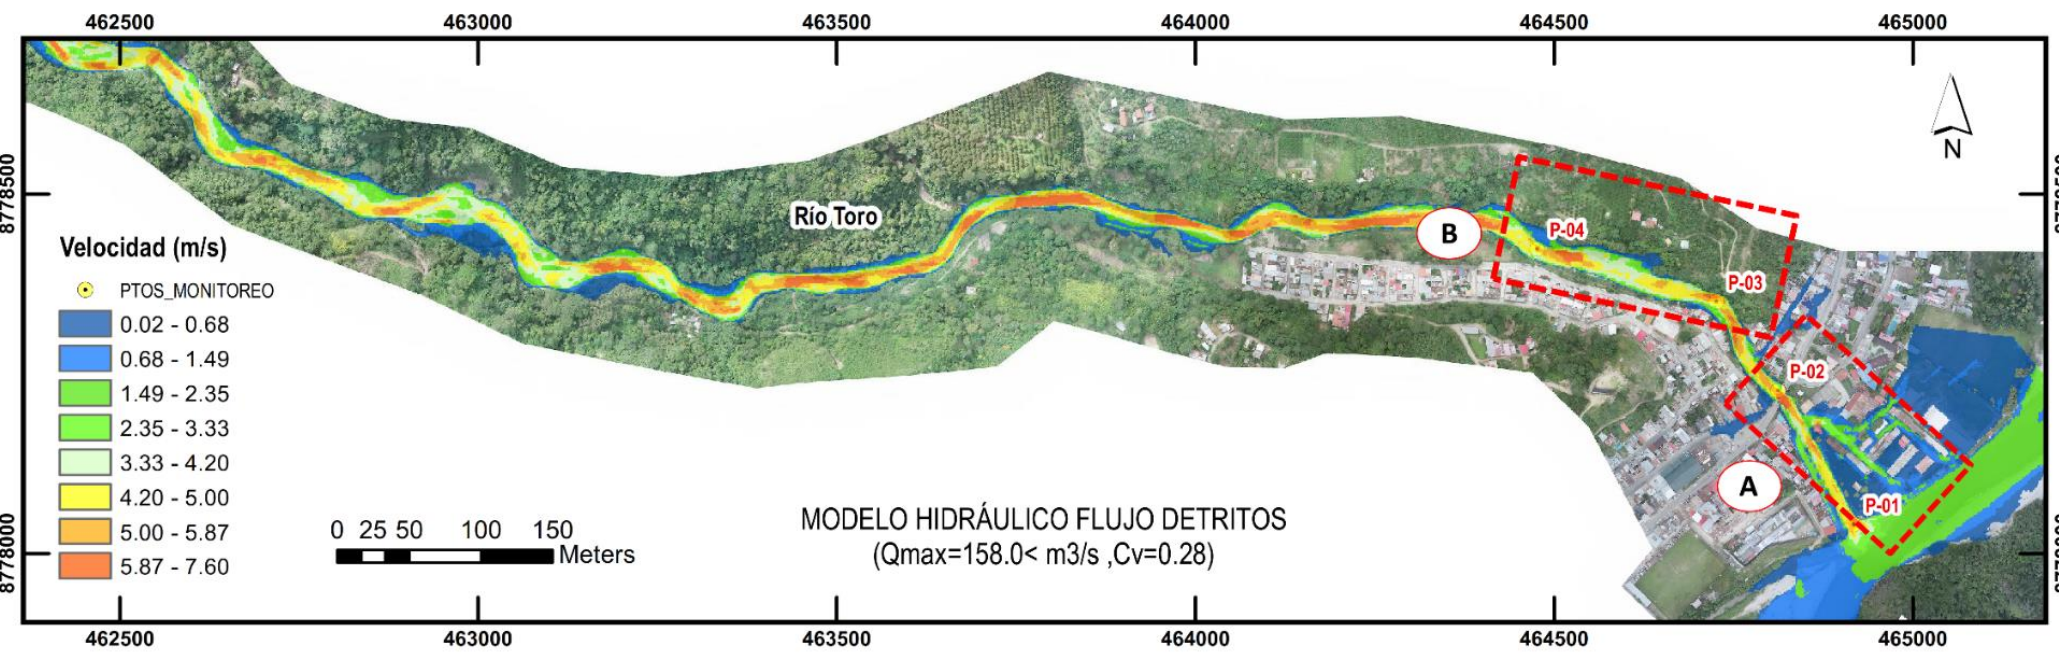 462500 463000 463500 464000 464500 465000
8778500
Río Toro
N
B
P-04
P-03
P-02
P-01
A
Velocidad (m/s)
PTOS_MONITOREO
0.02 - 0.68
0.68 - 1.49
1.49 - 2.35
2.35 - 3.33
3.33 - 4.20
4.20 - 5.00
5.00 - 5.87
5.87 - 7.60
0 25 50 100 150
Meters
MODELO HIDRÁULICO FLUJO DETRITOS
(Qmax=158.0< m3/s ,Cv=0.28)
8778000
462500 463000 463500 464000 464500 465000